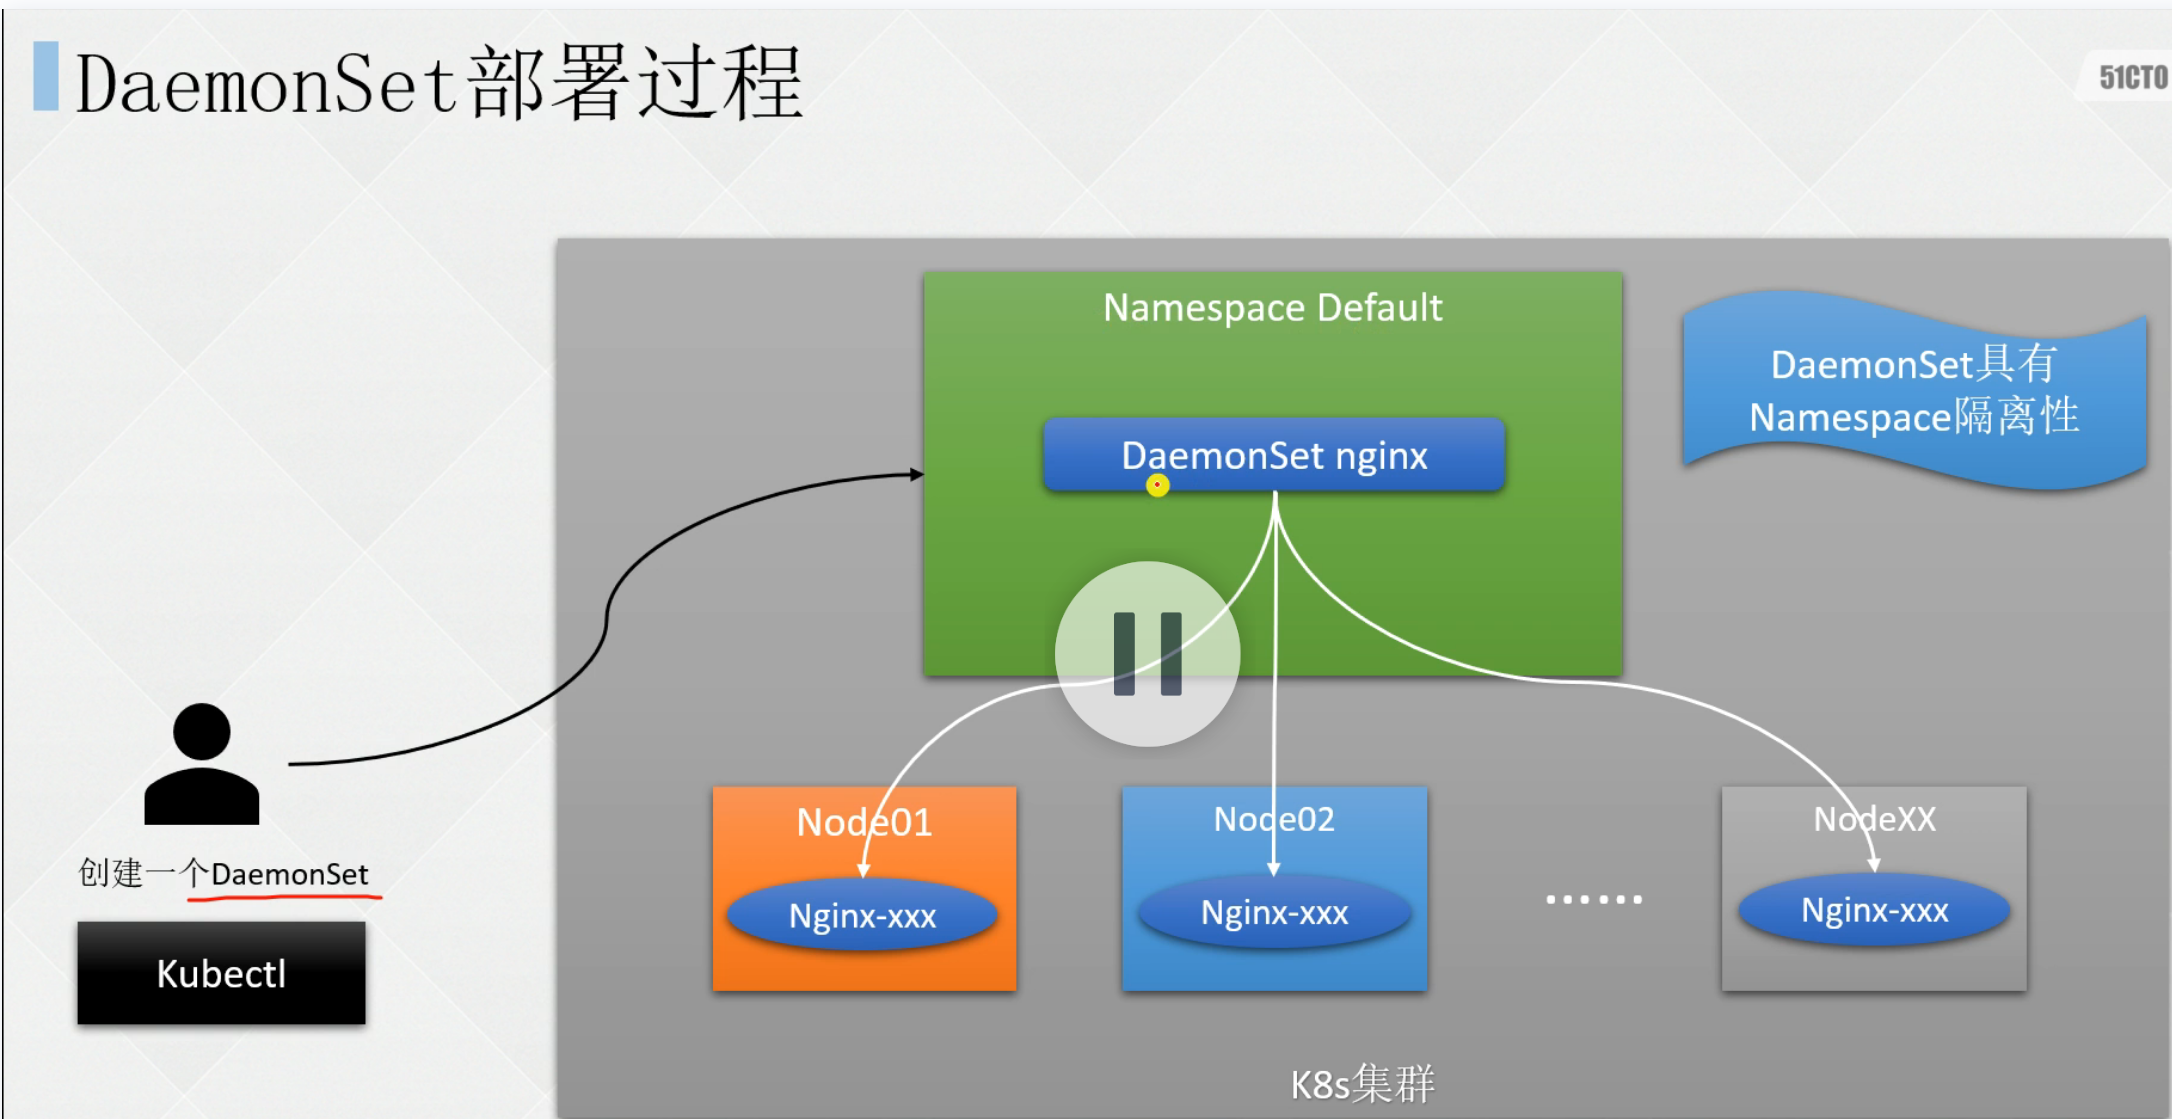 DaemonSet部署过程
51CTO
Namespace Default
DaemonSet具有
Namespace隔离性
DaemonSet nginx
Node01
Node02
NodeXX
Nginx-xxx
Nginx-xxx
......
Nginx-xxx
创建一个DaemonSet
Kubectl
K8s集群